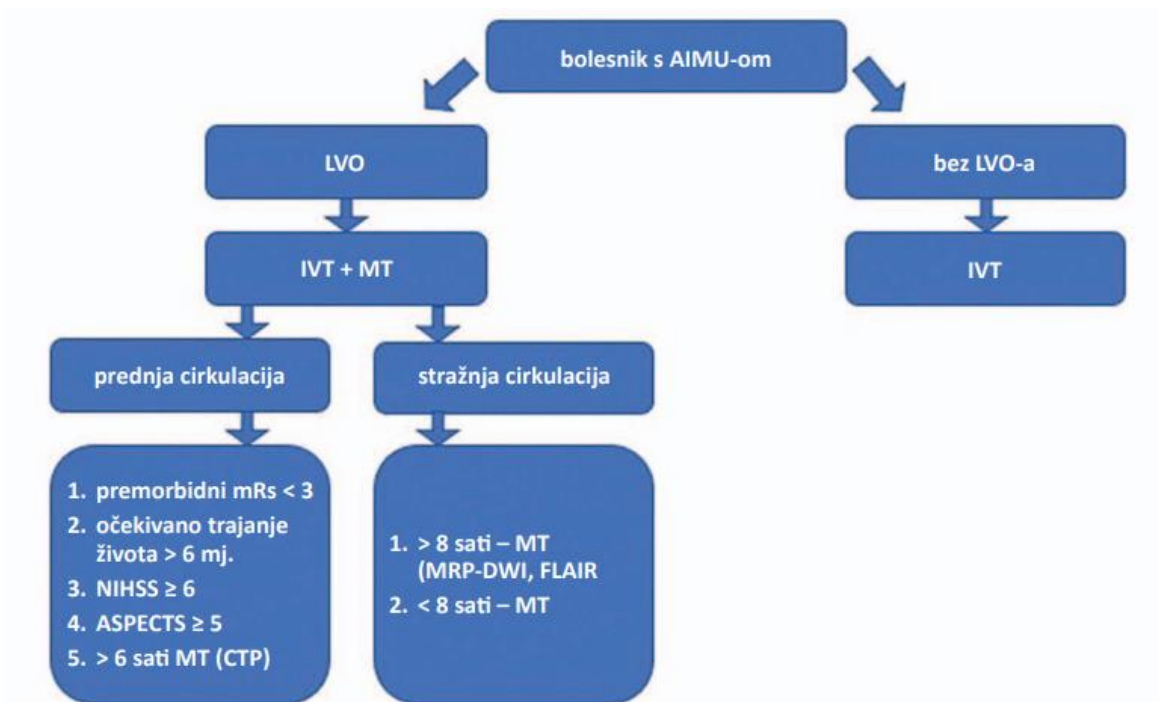 bolesnik s AIMU-om
LVO
bez LVO-a
IVT + MT
IVT
prednja cirkulacija
stražnja cirkulacija
1. premorbidni mRs < 3
2. očekivano trajanje
života > 6 mj.
3. NIHSS ≥ 6
4. ASPECTS ≥ 5
5. > 6 sati MT (CTP)
1. > 8 sati – MT
(MRP-DWI, FLAIR
2. < 8 sati – MT